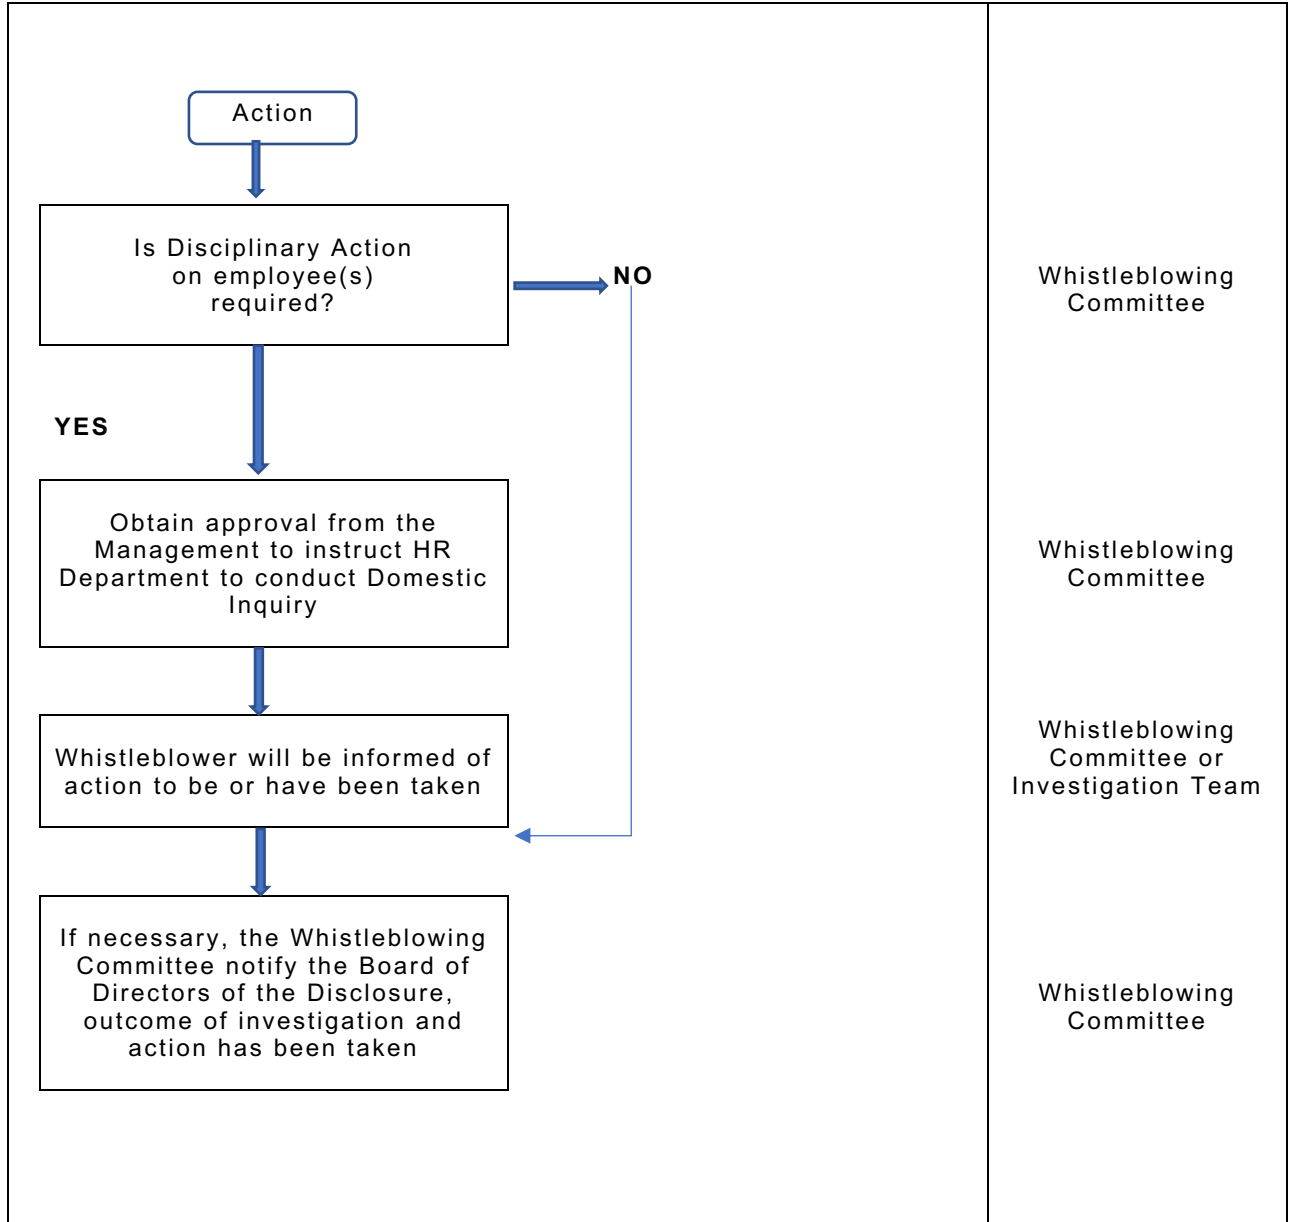 Action
Is Disciplinary Action
on employee(s)
required?
NO
Whistleblowing
Committee
YES
Obtain approval from the
Management to instruct HR
Department to conduct Domestic
Inquiry
Whistleblowing
Committee
Whistleblower will be informed of
action to be or have been taken
Whistleblowing
Committee or
Investigation Team
If necessary, the Whistleblowing
Committee notify the Board of
Directors of the Disclosure,
outcome of investigation and
action has been taken
Whistleblowing
Committee